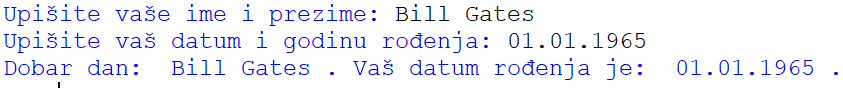 Upišite vaše ime i prezime: Bill Gates
Upišite vaš datum i godinu rođenja: 01.01.1965
Dobar dan:  Bill Gates . Vaš datum rođenja je:  01.01.1965 .